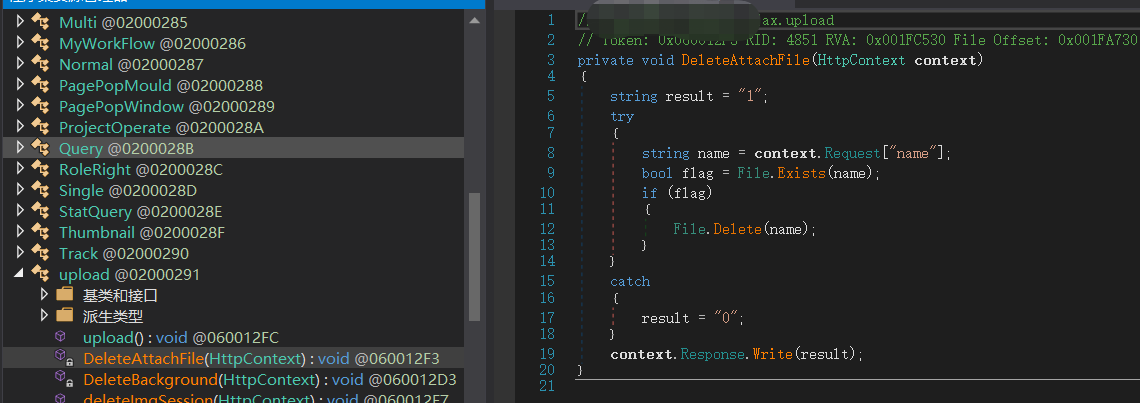 Multi @02000285
MyWorkFlow @02000286
Normal @02000287
PagePopMould @02000288
PagePopWindow @02000289
ProjectOperate @0200028A
Query @0200028B
RoleRight @0200028C
Single @0200028D
StatQuery @0200028E
Thumbnail @0200028F
Track @02000290
upload @02000291
基类和接口
派生类型
upload() : void @060012FC
DeleteAttachFile(HttpContext) : void @060012F3
DeleteBackground(HttpContext) : void @060012D3
deleteImgSession(HttpContext) : void @060012F7
1 // ax.upload
2 // Token: 0x060012F3 RID: 4851 RVA: 0x001FC530 File Offset: 0x001FA730
3 private void DeleteAttachFile(HttpContext context)
4 {
5 string result = "1";
6 try
7 {
8 string name = context.Request["name"];
9 bool flag = File.Exists(name);
10 if (flag)
11 {
12 File.Delete(name);
13 }
14 }
15 catch
16 {
17 result = "0";
18 }
19 context.Response.Write(result);
20 }
21